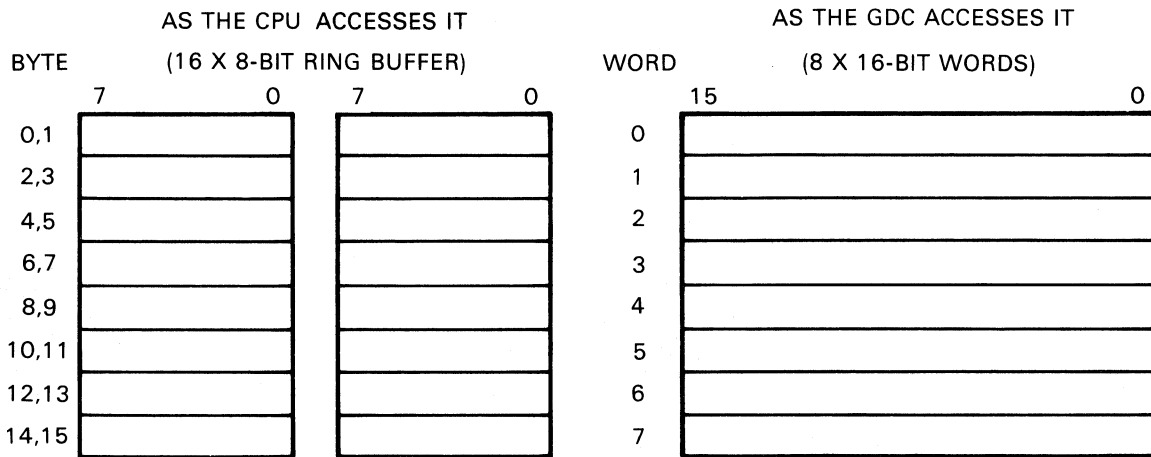 AS THE CPU ACCESSES IT
(16 X 8-BIT RING BUFFER)
BYTE
7 0 7 0
0,1
2,3
4,5
6,7
8,9
10,11
12,13
14,15
AS THE GDC ACCESSES IT
(8 X 16-BIT WORDS)
WORD
15 0
0
1
2
3
4
5
6
7